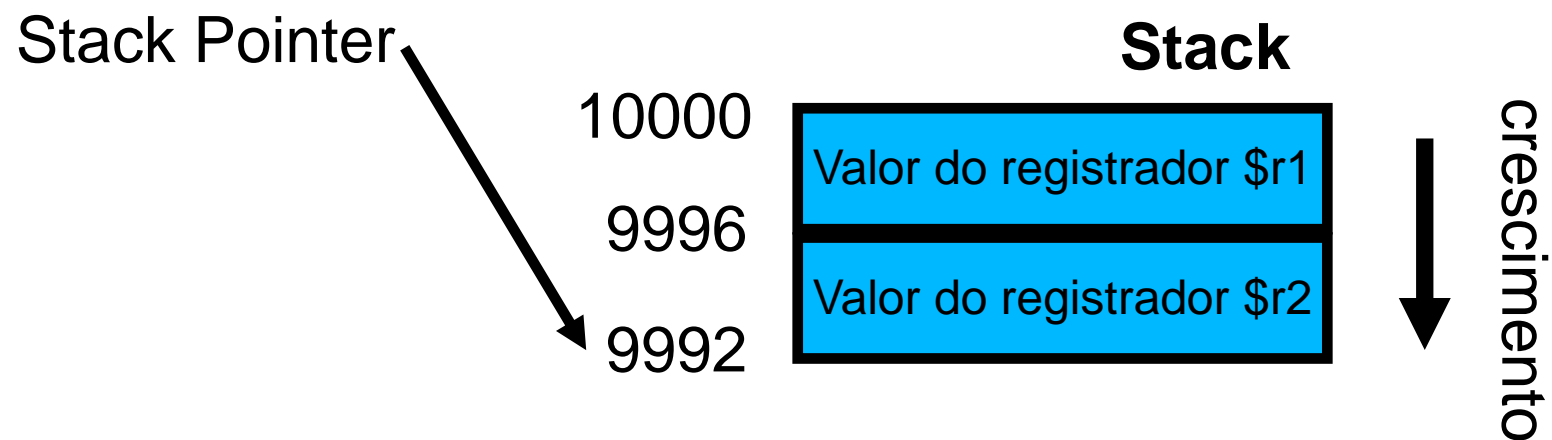 Stack Pointer
Stack
10000
Valor do registrador $r1
9996
Valor do registrador $r2
9992
crescimento